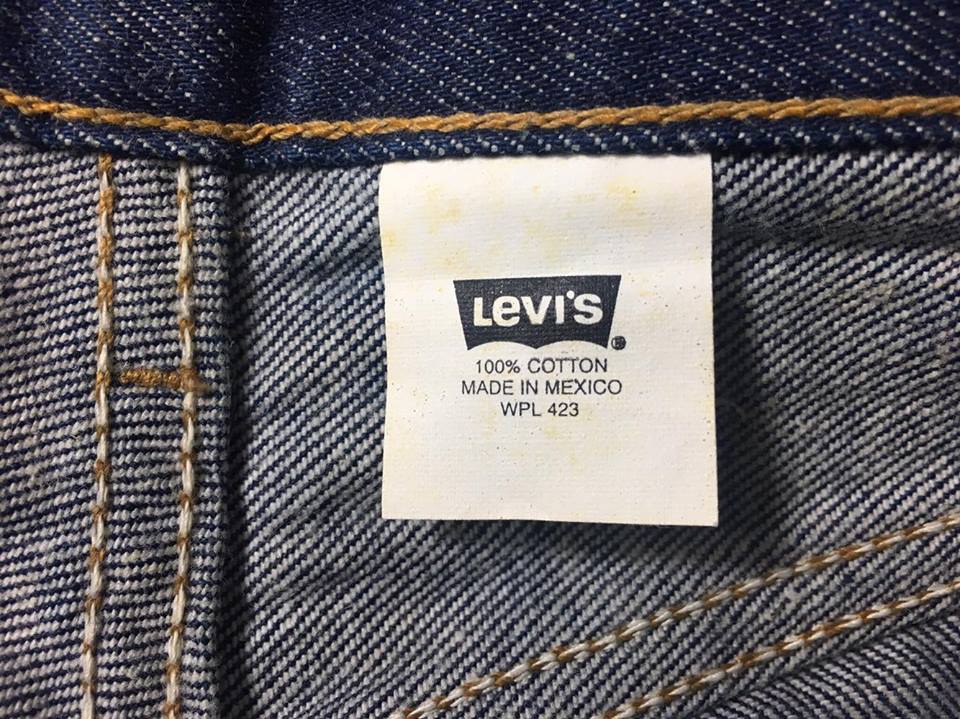 LEVI'S®
100% COTTON
MADE IN MEXICO
WPL 423